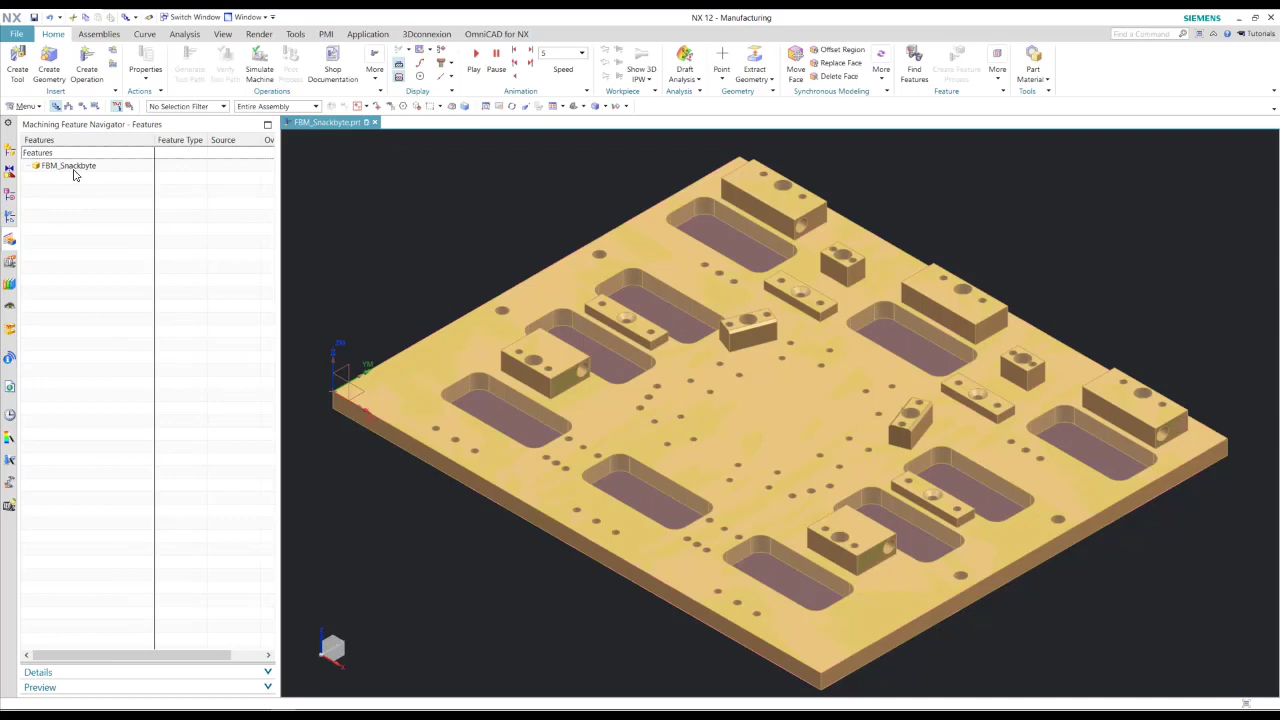 NX
Switch Window
Window
NX 12 - Manufacturing
SIEMENS
File
Home
Assemblies
Curve
Analysis
View
Render
Tools
PMI
Application
3Dconnexion
OmniCAD for NX
Find a Command
Tutorials
Create Tool
Create Geometry
Create Operation
Properties
Generate Tool Path
Verify Tool Path
Simulate Machine
Post Process
Shop Documentation
More
Play
Pause
5
Speed
Show 3D IPW
Draft Analysis
Point
Extract Geometry
Move Face
Offset Region
Replace Face
Delete Face
More
Find Features
Create Feature Process
More
Part Material
Insert
Actions
Operations
Display
Animation
Workpiece
Analysis
Geometry
Synchronous Modeling
Feature
Tools
Menu
No Selection Filter
Entire Assembly
Machining Feature Navigator - Features
FBM_Snackbyte.prt
Features
Feature Type
Source
Ov
Features
FBM_Snackbyte
ZM
YM
Details
Preview